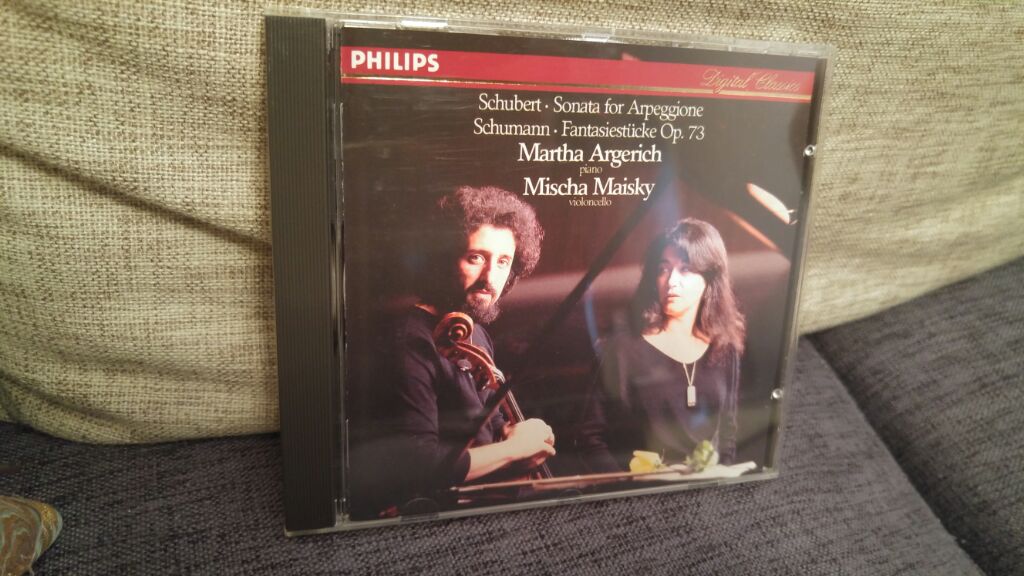 PHILIPS
Digital Classics
Schubert · Sonata for Arpeggione
Schumann · Fantasiestücke Op. 73
Martha Argerich
piano
Mischa Maisky
violoncello